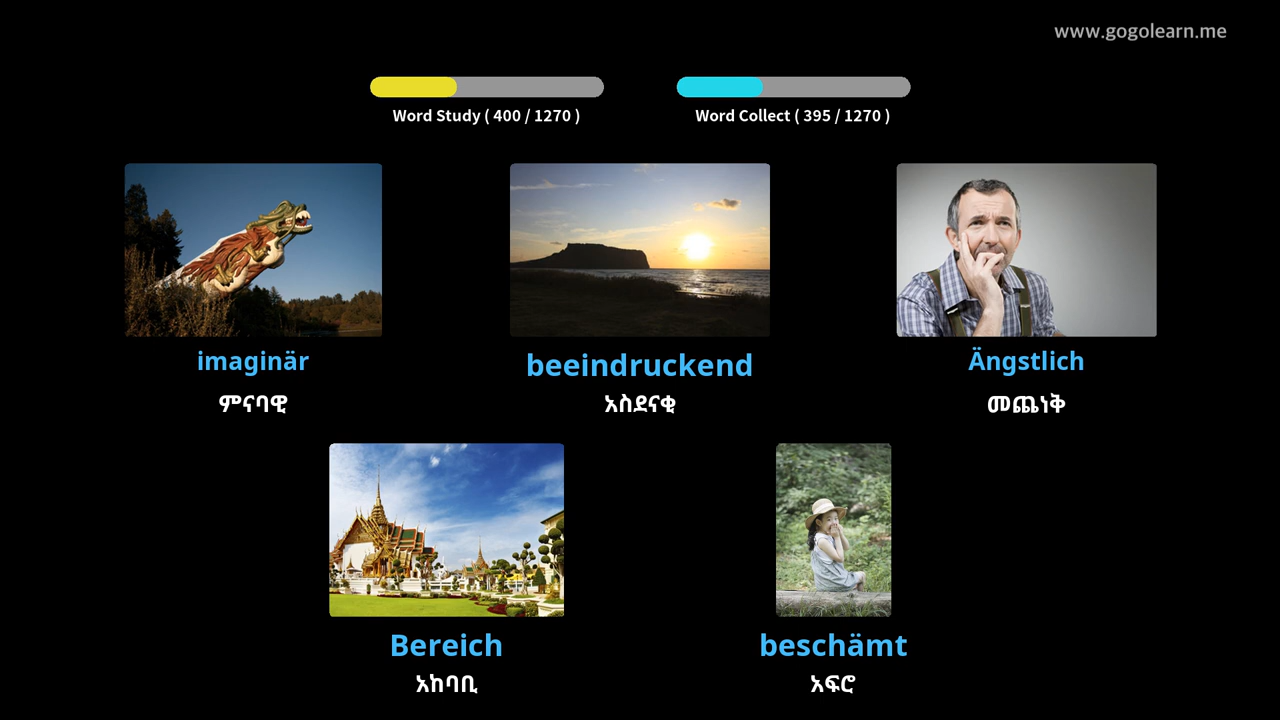 www.gogolearn.me
Word Study ( 400 / 1270 )
Word Collect ( 395 / 1270 )
imaginär
beeindruckend
Ängstlich
ምናባዊ
አስደናቂ
መጨነቅ
Bereich
beschämt
አከባቢ
አፍሮ